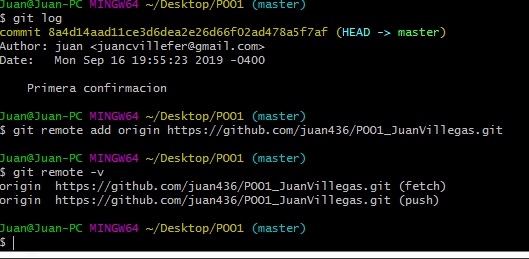 Juan@Juan-PC MINGW64 ~/Desktop/POO1 (master)
$ git log
commit 8a4d14aad11ce3d6dea2e26d66f02ad478a5f7af (HEAD -> master)
Author: juan <juancvillefer@gmail.com>
Date:   Mon Sep 16 19:55:23 2019 -0400
    Primera confirmacion
Juan@Juan-PC MINGW64 ~/Desktop/POO1 (master)
$ git remote add origin https://github.com/juan436/POO1_JuanVillegas.git
Juan@Juan-PC MINGW64 ~/Desktop/POO1 (master)
$ git remote -v
origin  https://github.com/juan436/POO1_JuanVillegas.git (fetch)
origin  https://github.com/juan436/POO1_JuanVillegas.git (push)
Juan@Juan-PC MINGW64 ~/Desktop/POO1 (master)
$